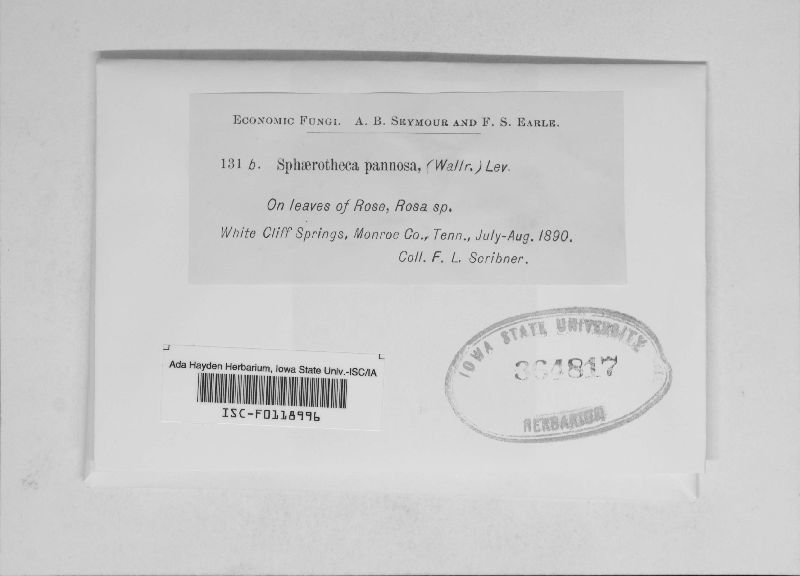 ECONOMIC FUNGI. A. B. SEYMOUR AND F. S. EARLE.
131 b. Sphærotheca pannosa, (Wallr.) Lev.
On leaves of Rose, Rosa sp.
White Cliff Springs, Monroe Co., Tenn., July-Aug. 1890.
Coll. F. L. Scribner.
IOWA STATE UNIVERSITY
364817
HERBARIUM
Ada Hayden Herbarium, Iowa State Univ.-ISC/IA
ISC-F0118996